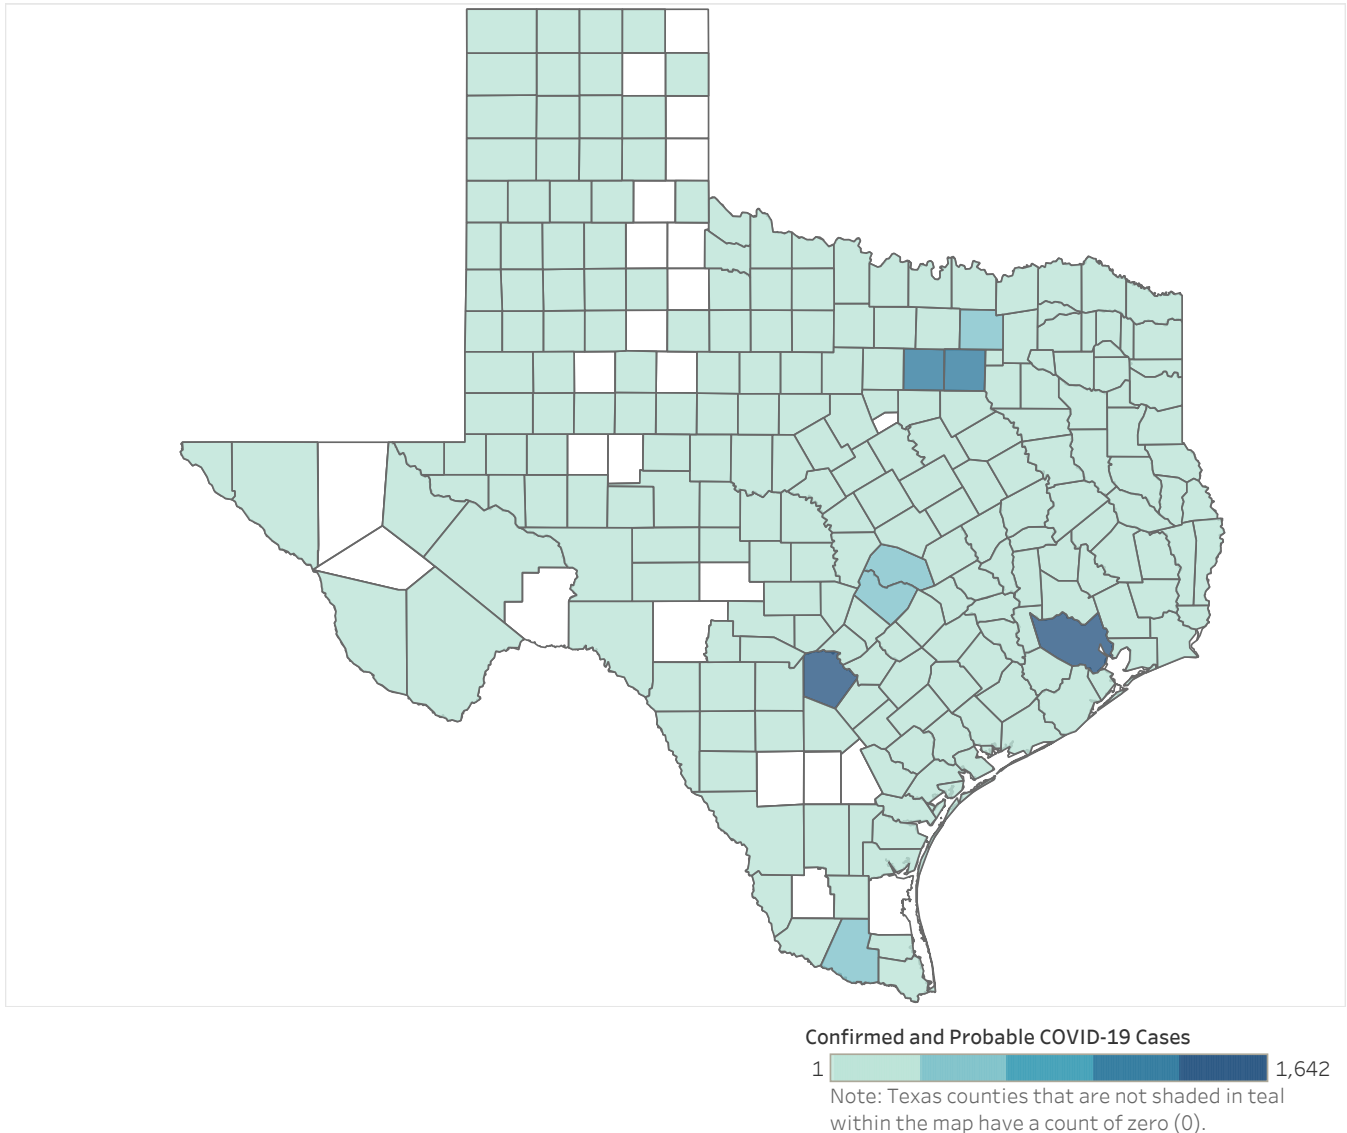 Confirmed and Probable COVID-19 Cases
1 1,642
Note: Texas counties that are not shaded in teal
within the map have a count of zero (0).